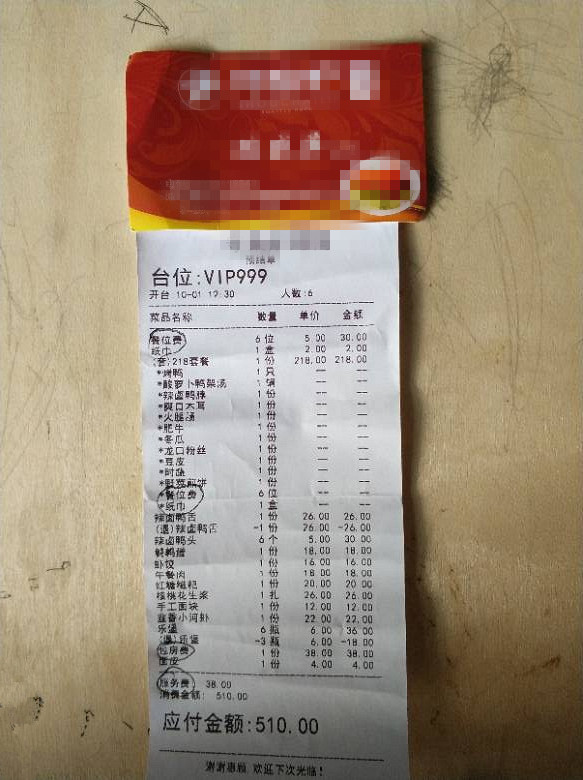 预结单
台位:VIP999
开台 10-01 12:30 人数:6
菜品名称 数量 单价 金额
餐位费 6 位 5.00 30.00
纸巾 1 盒 2.00 2.00
(套)218套餐 1 份 218.00 218.00
*烤鸭 1 只 -- --
*酸萝卜鸭架汤 1 锅 -- --
*辣卤鸭脖 1 份 -- --
*爽口木耳 1 份 -- --
*火腿肠 1 份 -- --
*肥牛 1 份 -- --
*冬瓜 1 份 -- --
*龙口粉丝 1 份 -- --
*豆皮 1 份 -- --
*时蔬 1 份 -- --
煎饼 1 份 -- --
*餐位费 6 位 -- --
*纸巾 1 盒 -- --
辣卤鸭舌 1 份 26.00 26.00
(退)辣卤鸭舌 -1 份 26.00 -26.00
辣卤鸭头 6 个 5.00 30.00
1 份 18.00 18.00
虾饺 1 份 16.00 16.00
午餐肉 1 份 18.00 18.00
红糖糍粑 1 份 20.00 20.00
核桃花生浆 1 扎 26.00 26.00
手工面块 1 份 12.00 12.00
小河虾 1 份 22.00 22.00
乐堡 6 瓶 6.00 36.00
(退)乐堡 -3 瓶 6.00 -18.00
包房费 1 份 38.00 38.00
面皮 1 份 4.00 4.00
服务费 38.00
消费金额: 510.00
应付金额:510.00
谢谢惠顾,欢迎下次光临!